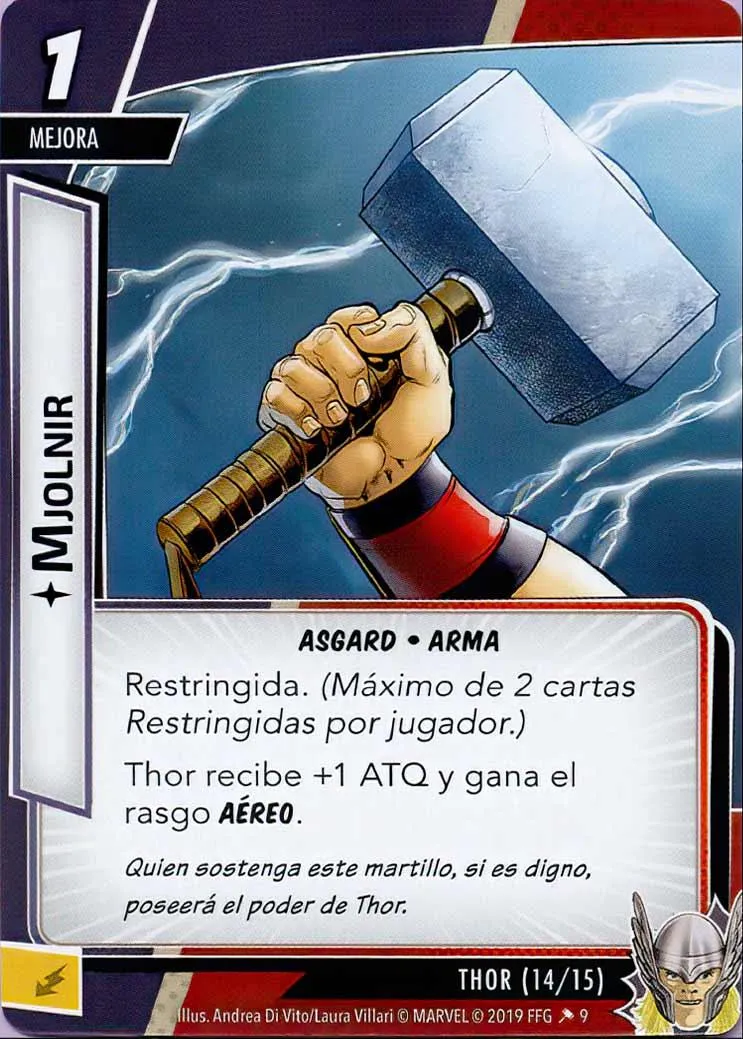 1
MEJORA
MJOLNIR
ASGARD • ARMA
Restringida. (Máximo de 2 cartas
Restringidas por jugador.)
Thor recibe +1 ATQ y gana el
rasgo AÉREO.
Quien sostenga este martillo, si es digno,
poseerá el poder de Thor.
THOR (14/15)
Illus. Andrea Di Vito/Laura Villari © MARVEL © 2019 FFG 9